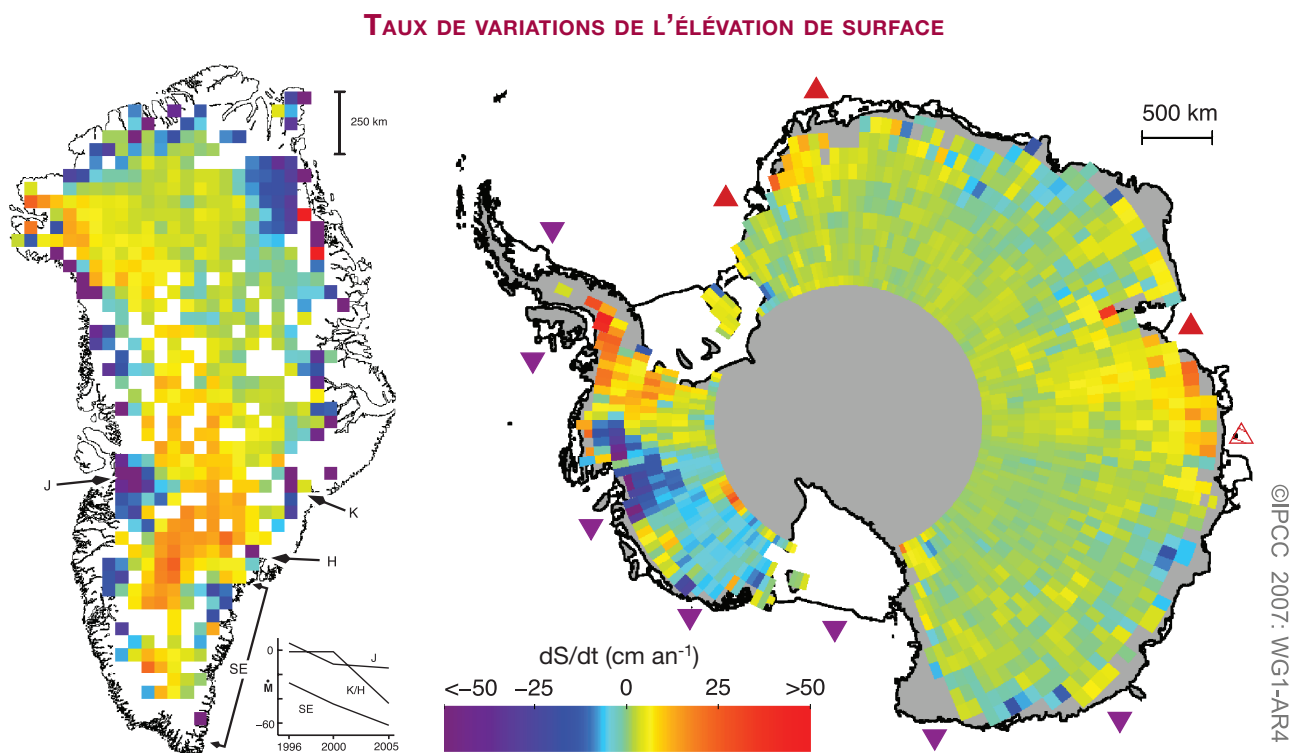 TAUX DE VARIATIONS DE L'ÉLÉVATION DE SURFACE
250 km
500 km
J
K
H
SE
0
Ṁ
−60
J
K/H
SE
1996
2000
2005
dS/dt (cm an⁻¹)
<−50
−25
0
25
>50
©IPCC 2007: WG1-AR4